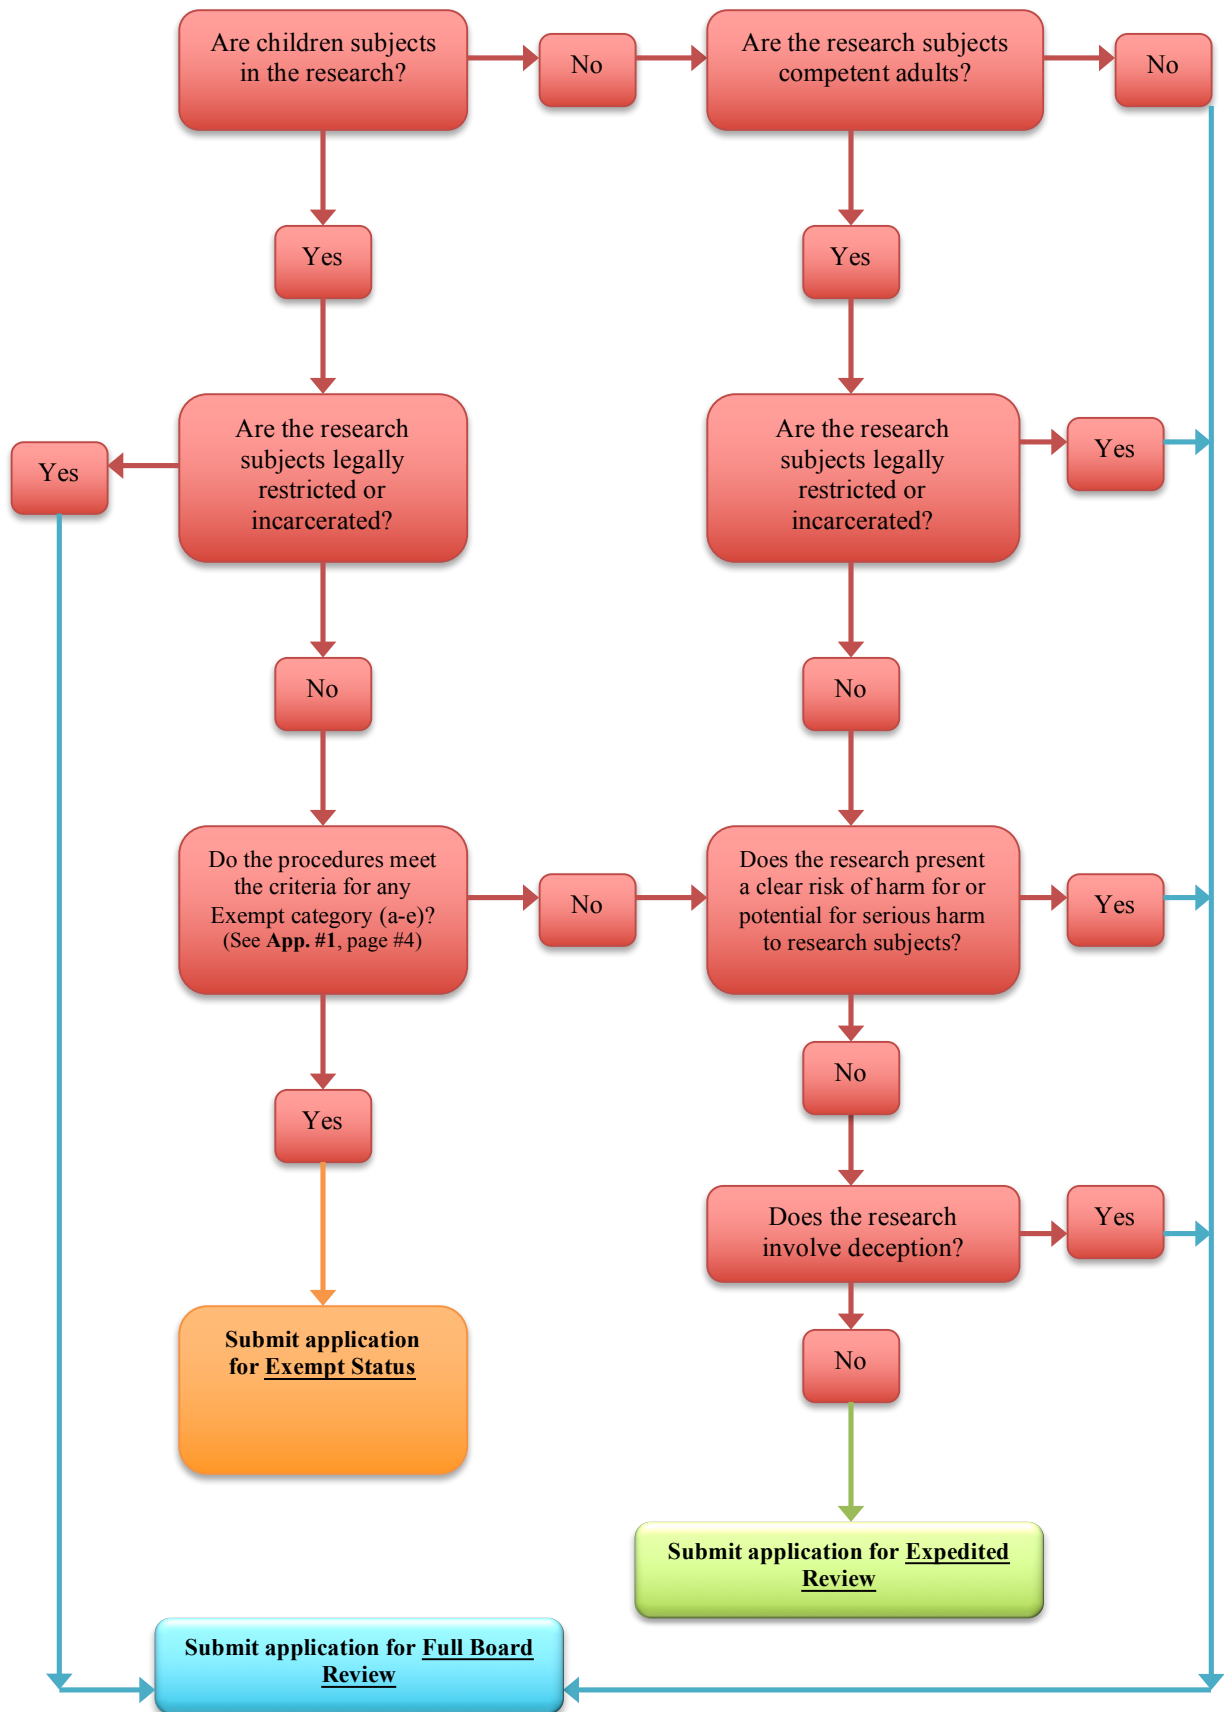 Are children subjects
in the research?
No
Are the research subjects
competent adults?
No
Yes
Yes
Yes
Are the research
subjects legally
restricted or
incarcerated?
Are the research
subjects legally
restricted or
incarcerated?
Yes
No
No
Do the procedures meet
the criteria for any
Exempt category (a-e)?
(See App. #1, page #4)
No
Does the research present
a clear risk of harm for or
potential for serious harm
to research subjects?
Yes
No
Yes
Does the research
involve deception?
Yes
Submit application
for Exempt Status
No
Submit application for Expedited
Review
Submit application for Full Board
Review